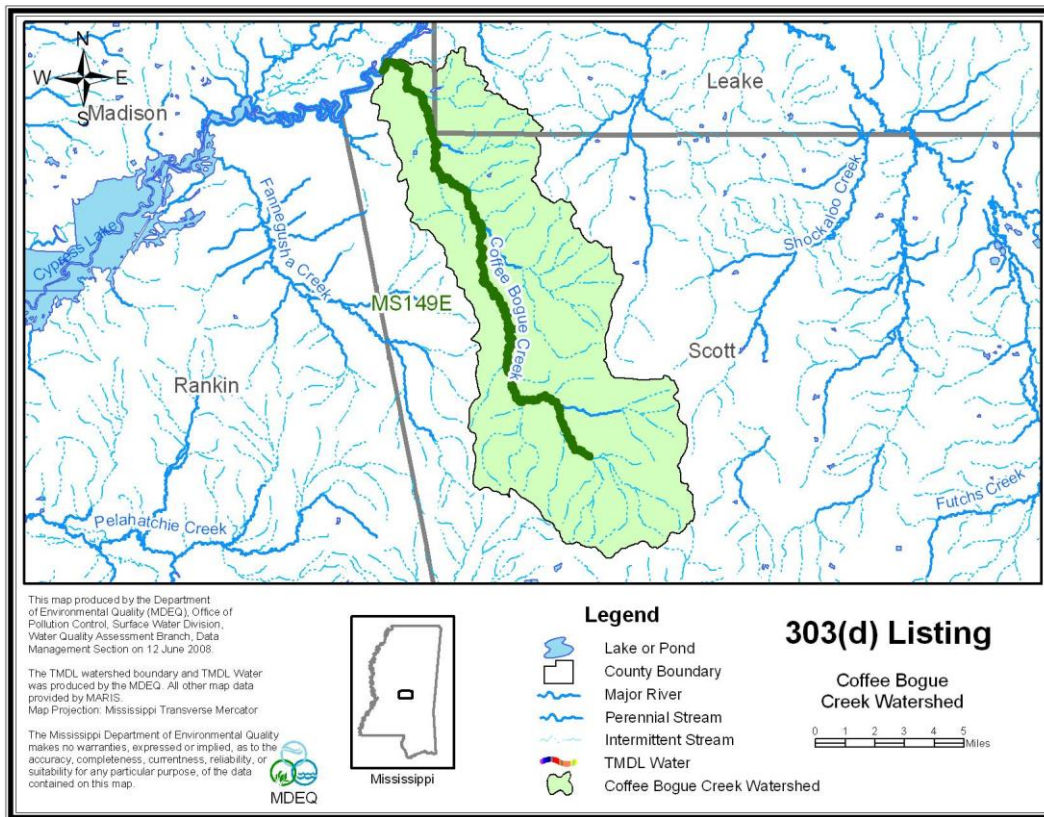 N
W E
S
Madison
Leake
Cypress Lake
Fannegusha Creek
Shockaloo Creek
Coffee Bogue Creek
MS149E
Scott
Rankin
Pelahatchie Creek
Futchs Creek
This map produced by the Department
of Environmental Quality (MDEQ), Office of
Pollution Control, Surface Water Division,
Water Quality Assessment Branch, Data
Management Section on 12 June 2008.
The TMDL watershed boundary and TMDL Water
was produced by the MDEQ. All other map data
provided by MARIS.
Map Projection: Mississippi Transverse Mercator
The Mississippi Department of Environmental Quality
makes no warranties, expressed or implied, as to the
accuracy, completeness, currentness, reliability, or
suitability for any particular purpose, of the data
contained on this map.
MDEQ
Mississippi
Legend
Lake or Pond
County Boundary
Major River
Perennial Stream
Intermittent Stream
TMDL Water
Coffee Bogue Creek Watershed
303(d) Listing
Coffee Bogue
Creek Watershed
0 1 2 3 4 5
Miles